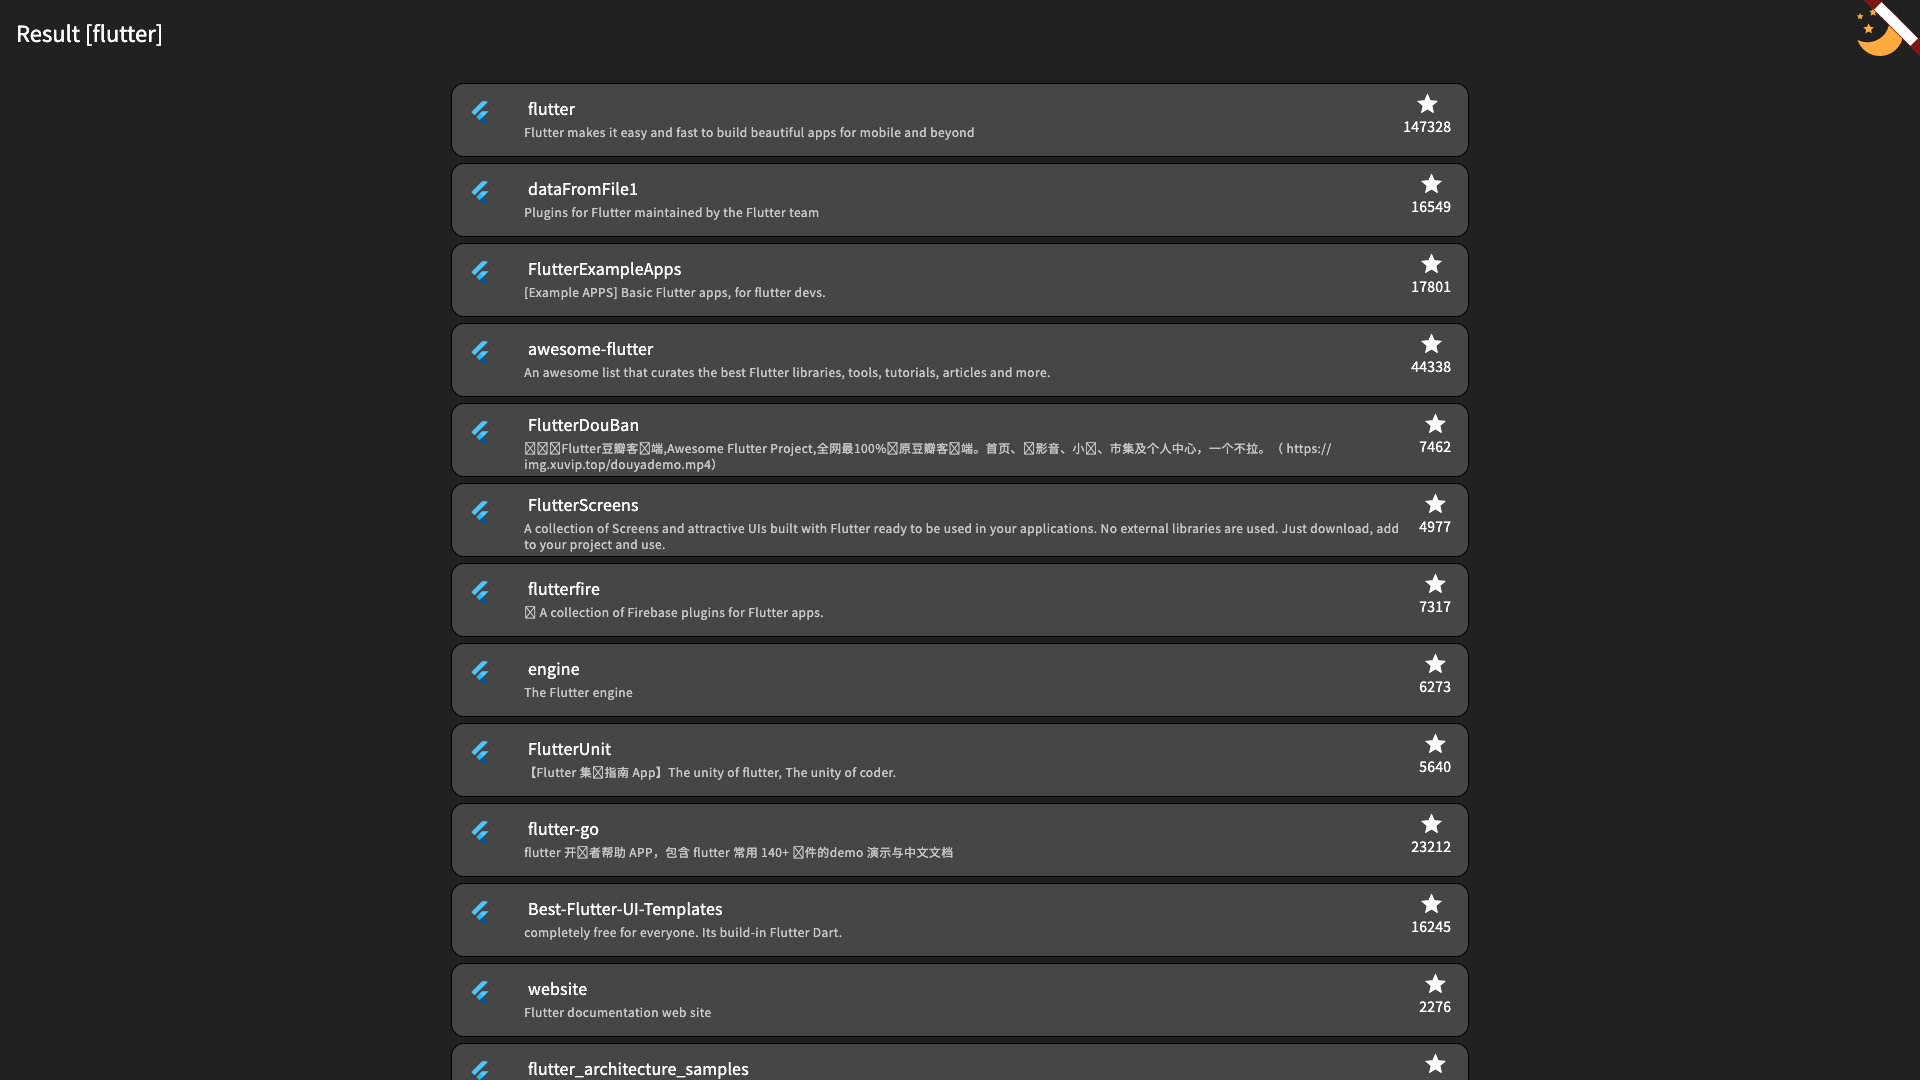 Result [flutter]
flutter
Flutter makes it easy and fast to build beautiful apps for mobile and beyond
147328
dataFromFile1
Plugins for Flutter maintained by the Flutter team
16549
FlutterExampleApps
[Example APPS] Basic Flutter apps, for flutter devs.
17801
awesome-flutter
An awesome list that curates the best Flutter libraries, tools, tutorials, articles and more.
44338
FlutterDouBan
Flutter豆瓣客端,Awesome Flutter Project,全网最100%原豆瓣客端。首页、影音、小、市集及个人中心，一个不拉。（ https://
img.xuvip.top/douyademo.mp4）
7462
FlutterScreens
A collection of Screens and attractive UIs built with Flutter ready to be used in your applications. No external libraries are used. Just download, add
to your project and use.
4977
flutterfire
A collection of Firebase plugins for Flutter apps.
7317
engine
The Flutter engine
6273
FlutterUnit
【Flutter 集指南 App】The unity of flutter, The unity of coder.
5640
flutter-go
flutter 开者帮助 APP，包含 flutter 常用 140+ 件的demo 演示与中文文档
23212
Best-Flutter-UI-Templates
completely free for everyone. Its build-in Flutter Dart.
16245
website
Flutter documentation web site
2276
flutter_architecture_samples